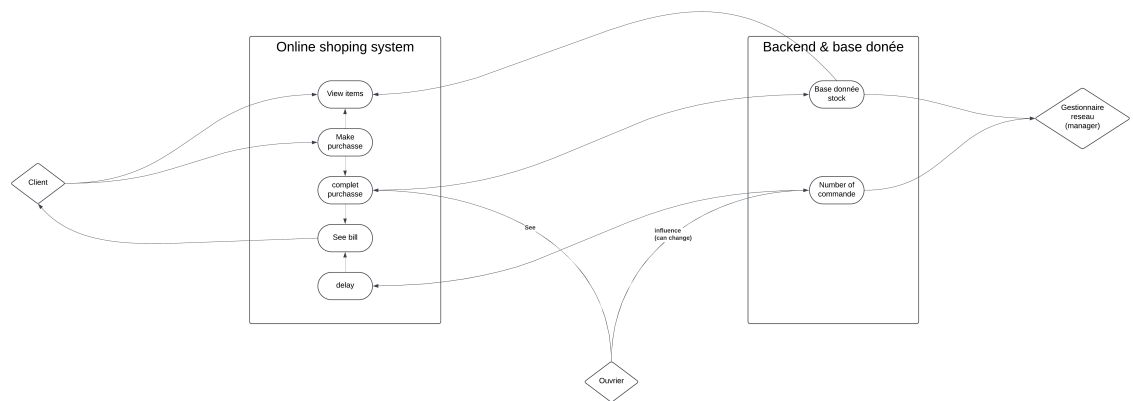 Online shoping system
Backend & base donée
View items
Base donnée
stock
Gestionnaire
reseau
(manager)
Make
purchasse
Client
complet
purchasse
Number of
commande
See
influence
(can change)
See bill
delay
Ouvrier